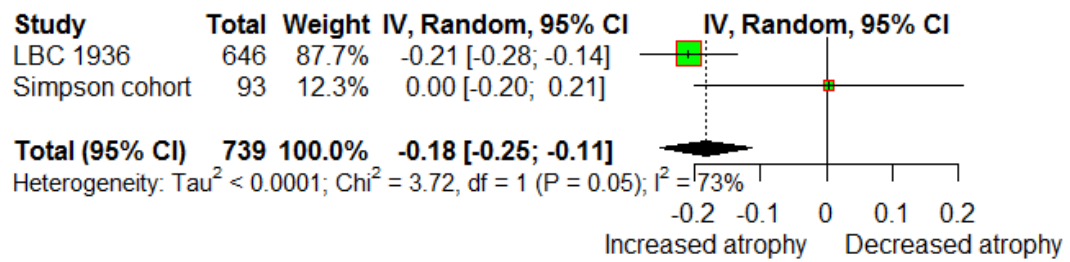 Study Total Weight IV, Random, 95% CI IV, Random, 95% CI
LBC 1936 646 87.7% -0.21 [-0.28; -0.14]
Simpson cohort 93 12.3% 0.00 [-0.20; 0.21]
Total (95% CI) 739 100.0% -0.18 [-0.25; -0.11]
Heterogeneity: Tau² < 0.0001; Chi² = 3.72, df = 1 (P = 0.05); I² = 73%
-0.2 -0.1 0 0.1 0.2
Increased atrophy Decreased atrophy